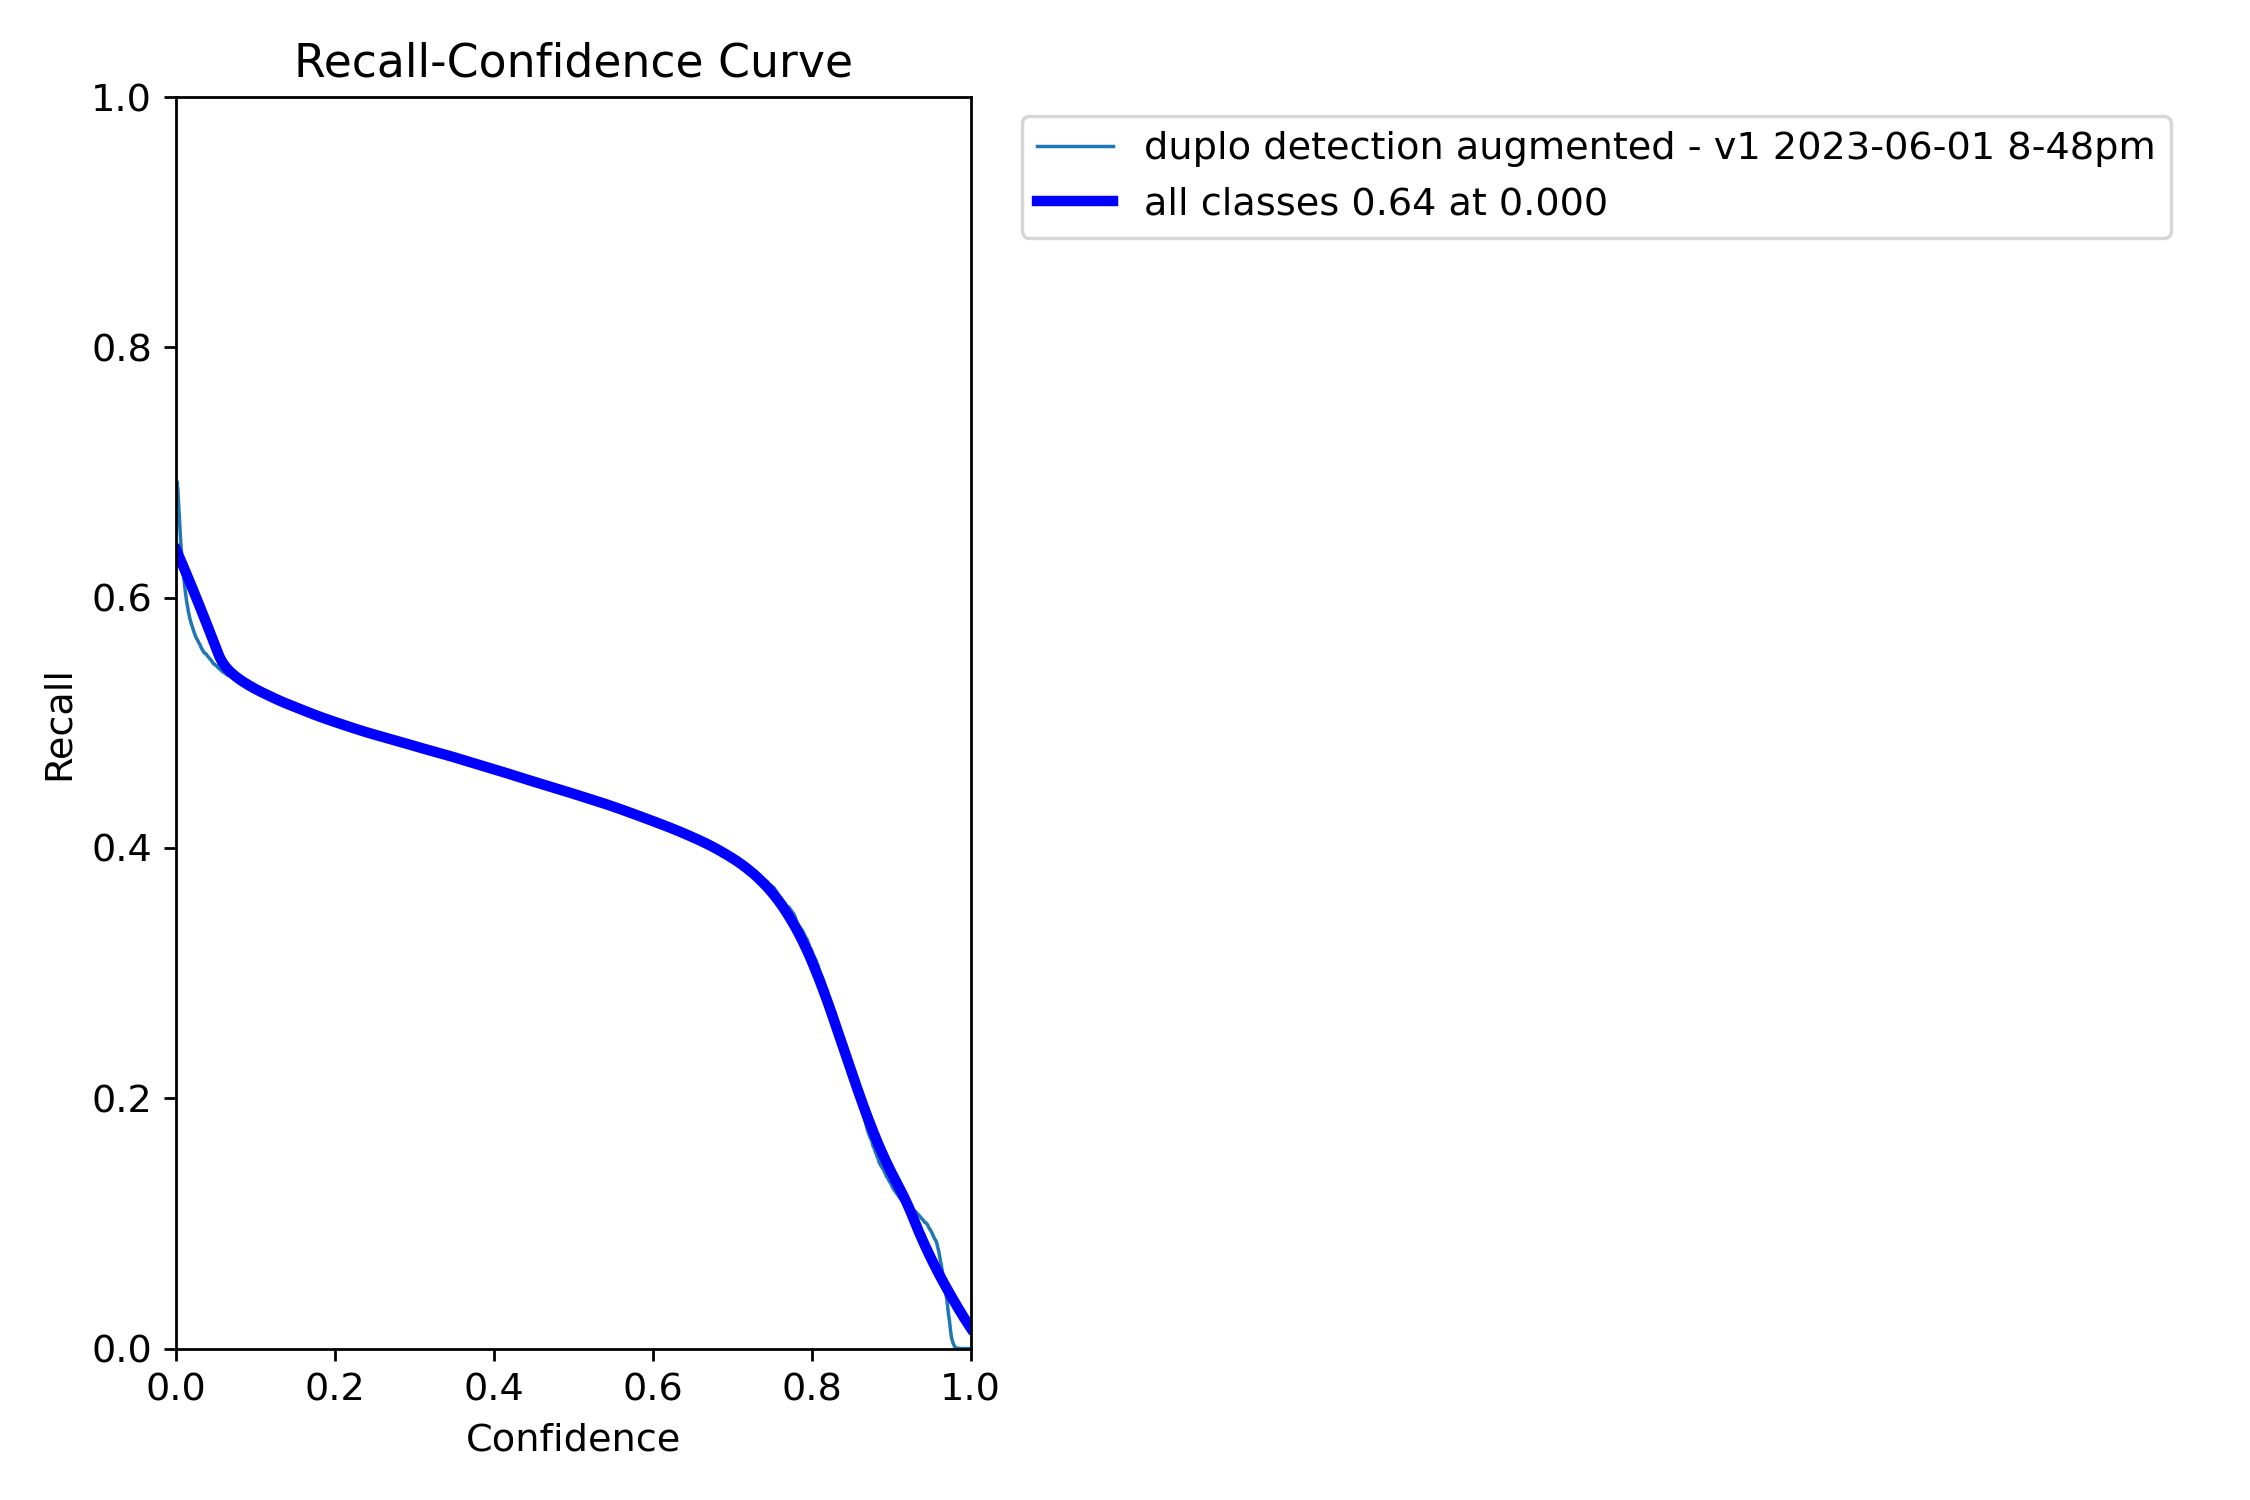 Recall-Confidence Curve
1.0
0.8
0.6
0.4
0.2
0.0
Recall
0.0 0.2 0.4 0.6 0.8 1.0
Confidence
duplo detection augmented - v1 2023-06-01 8-48pm
all classes 0.64 at 0.000